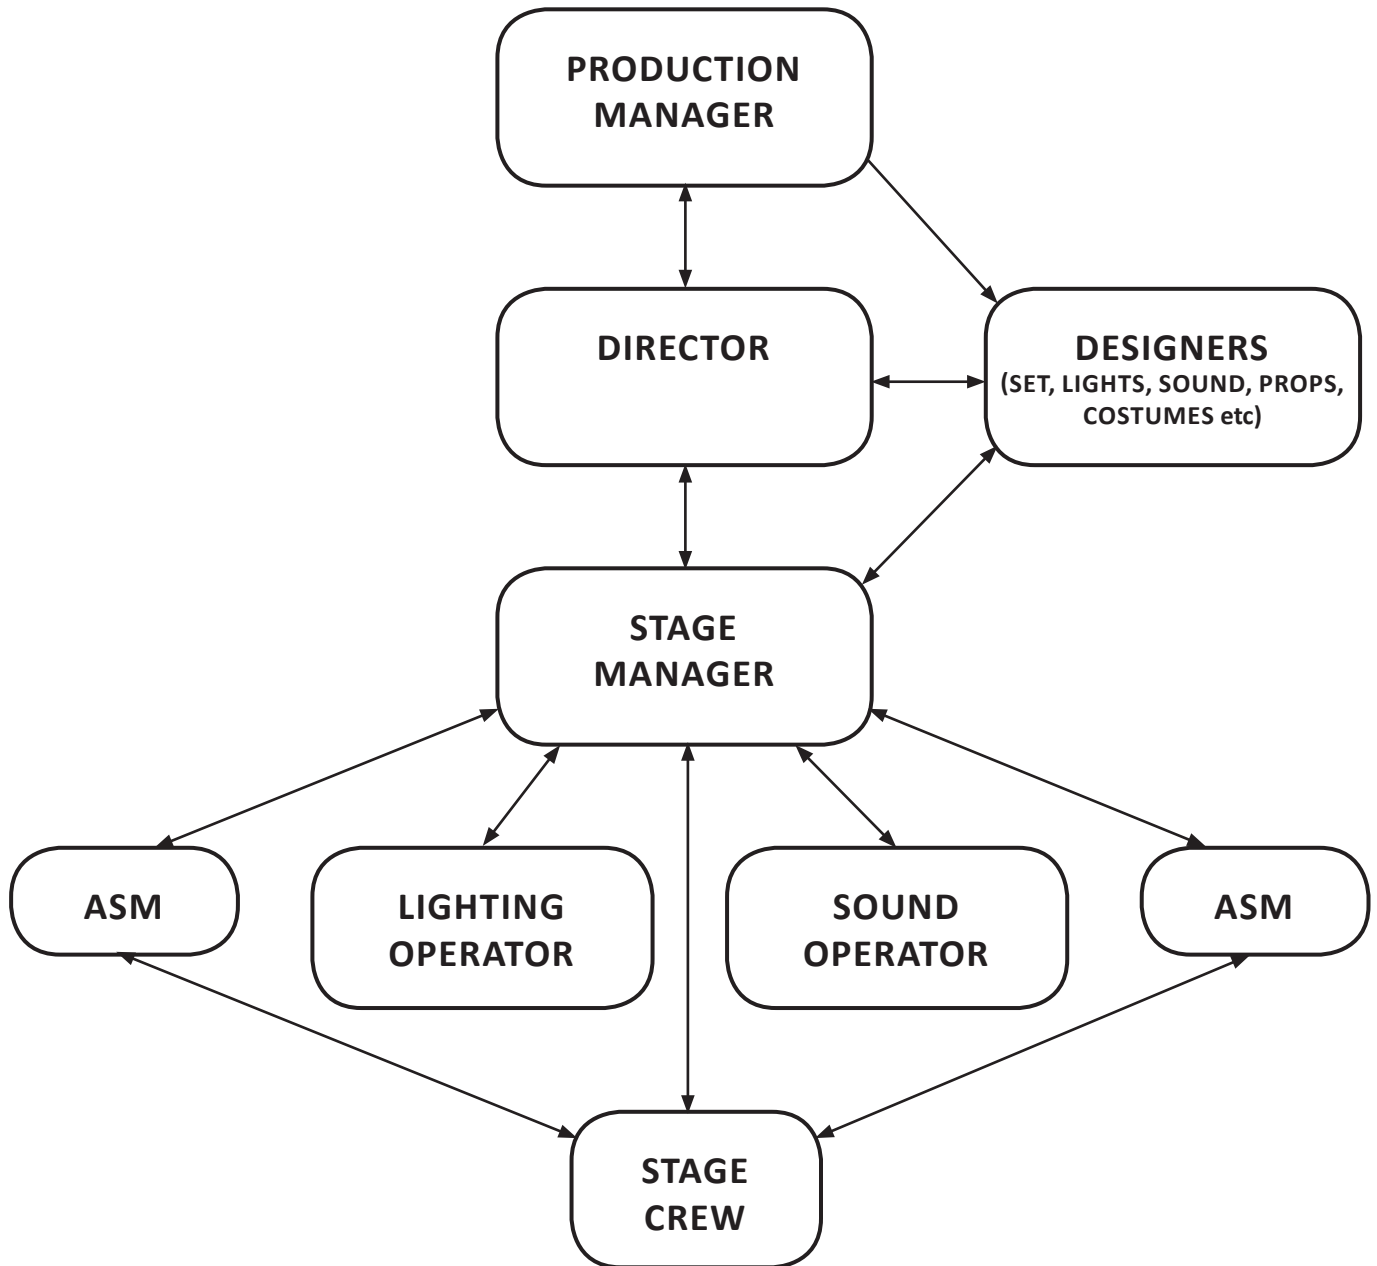 PRODUCTION
MANAGER
DIRECTOR
DESIGNERS
(SET, LIGHTS, SOUND, PROPS,
COSTUMES etc)
STAGE
MANAGER
ASM
LIGHTING
OPERATOR
SOUND
OPERATOR
ASM
STAGE
CREW